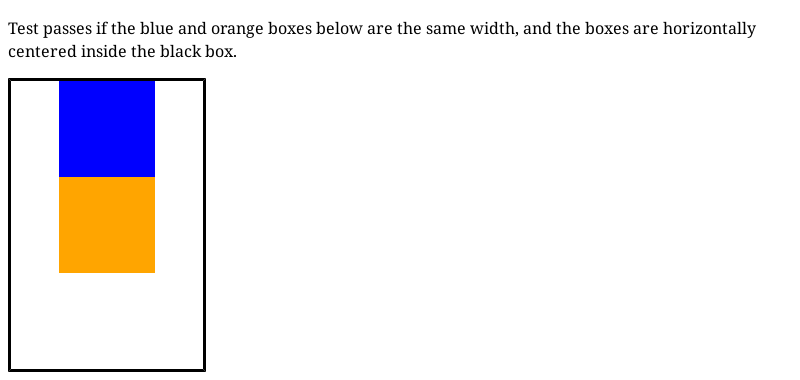 Test passes if the blue and orange boxes below are the same width, and the boxes are horizontally
centered inside the black box.